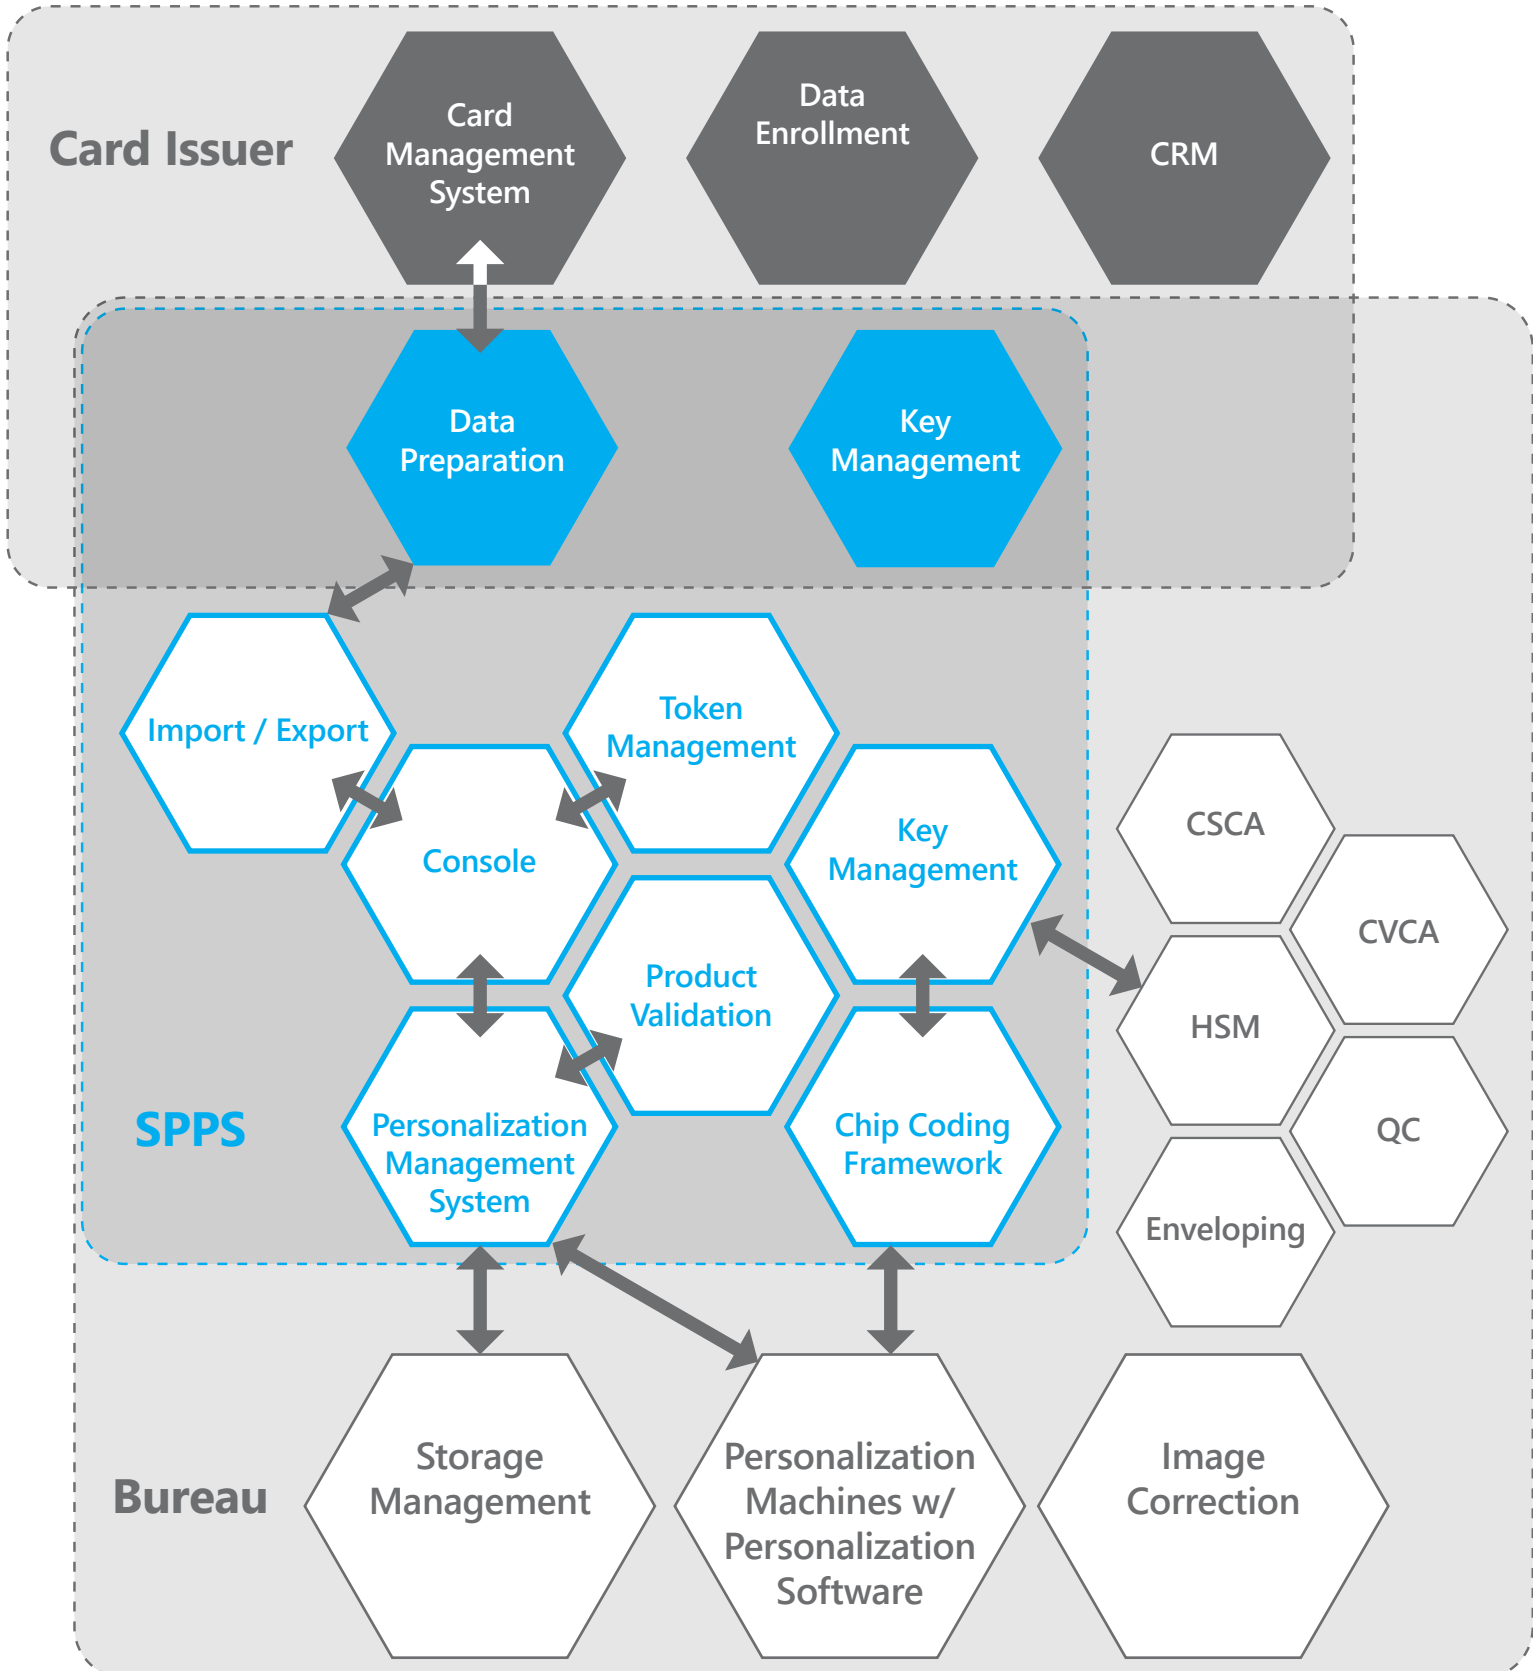 Card Issuer
Card
Management
System
Data
Enrollment
CRM
Data
Preparation
Key
Management
Import / Export
Token
Management
Console
Key
Management
Product
Validation
SPPS
Personalization
Management
System
Chip Coding
Framework
CSCA
CVCA
HSM
QC
Enveloping
Bureau
Storage
Management
Personalization
Machines w/
Personalization
Software
Image
Correction